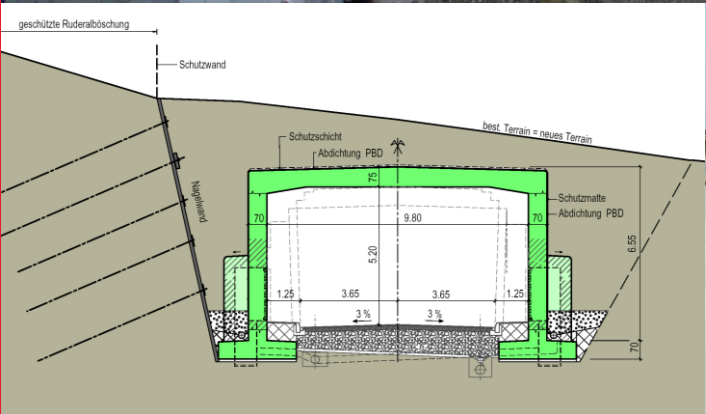 geschützte Ruderalböschung
Schutzwand
best. Terrain = neues Terrain
Schutzschicht
Abdichtung PBD
75
Schutzmatte
Abdichtung PBD
Nagelwand
70
9.80
70
5.20
6.55
1.25
3.65
3.65
1.25
3 %
3 %
70